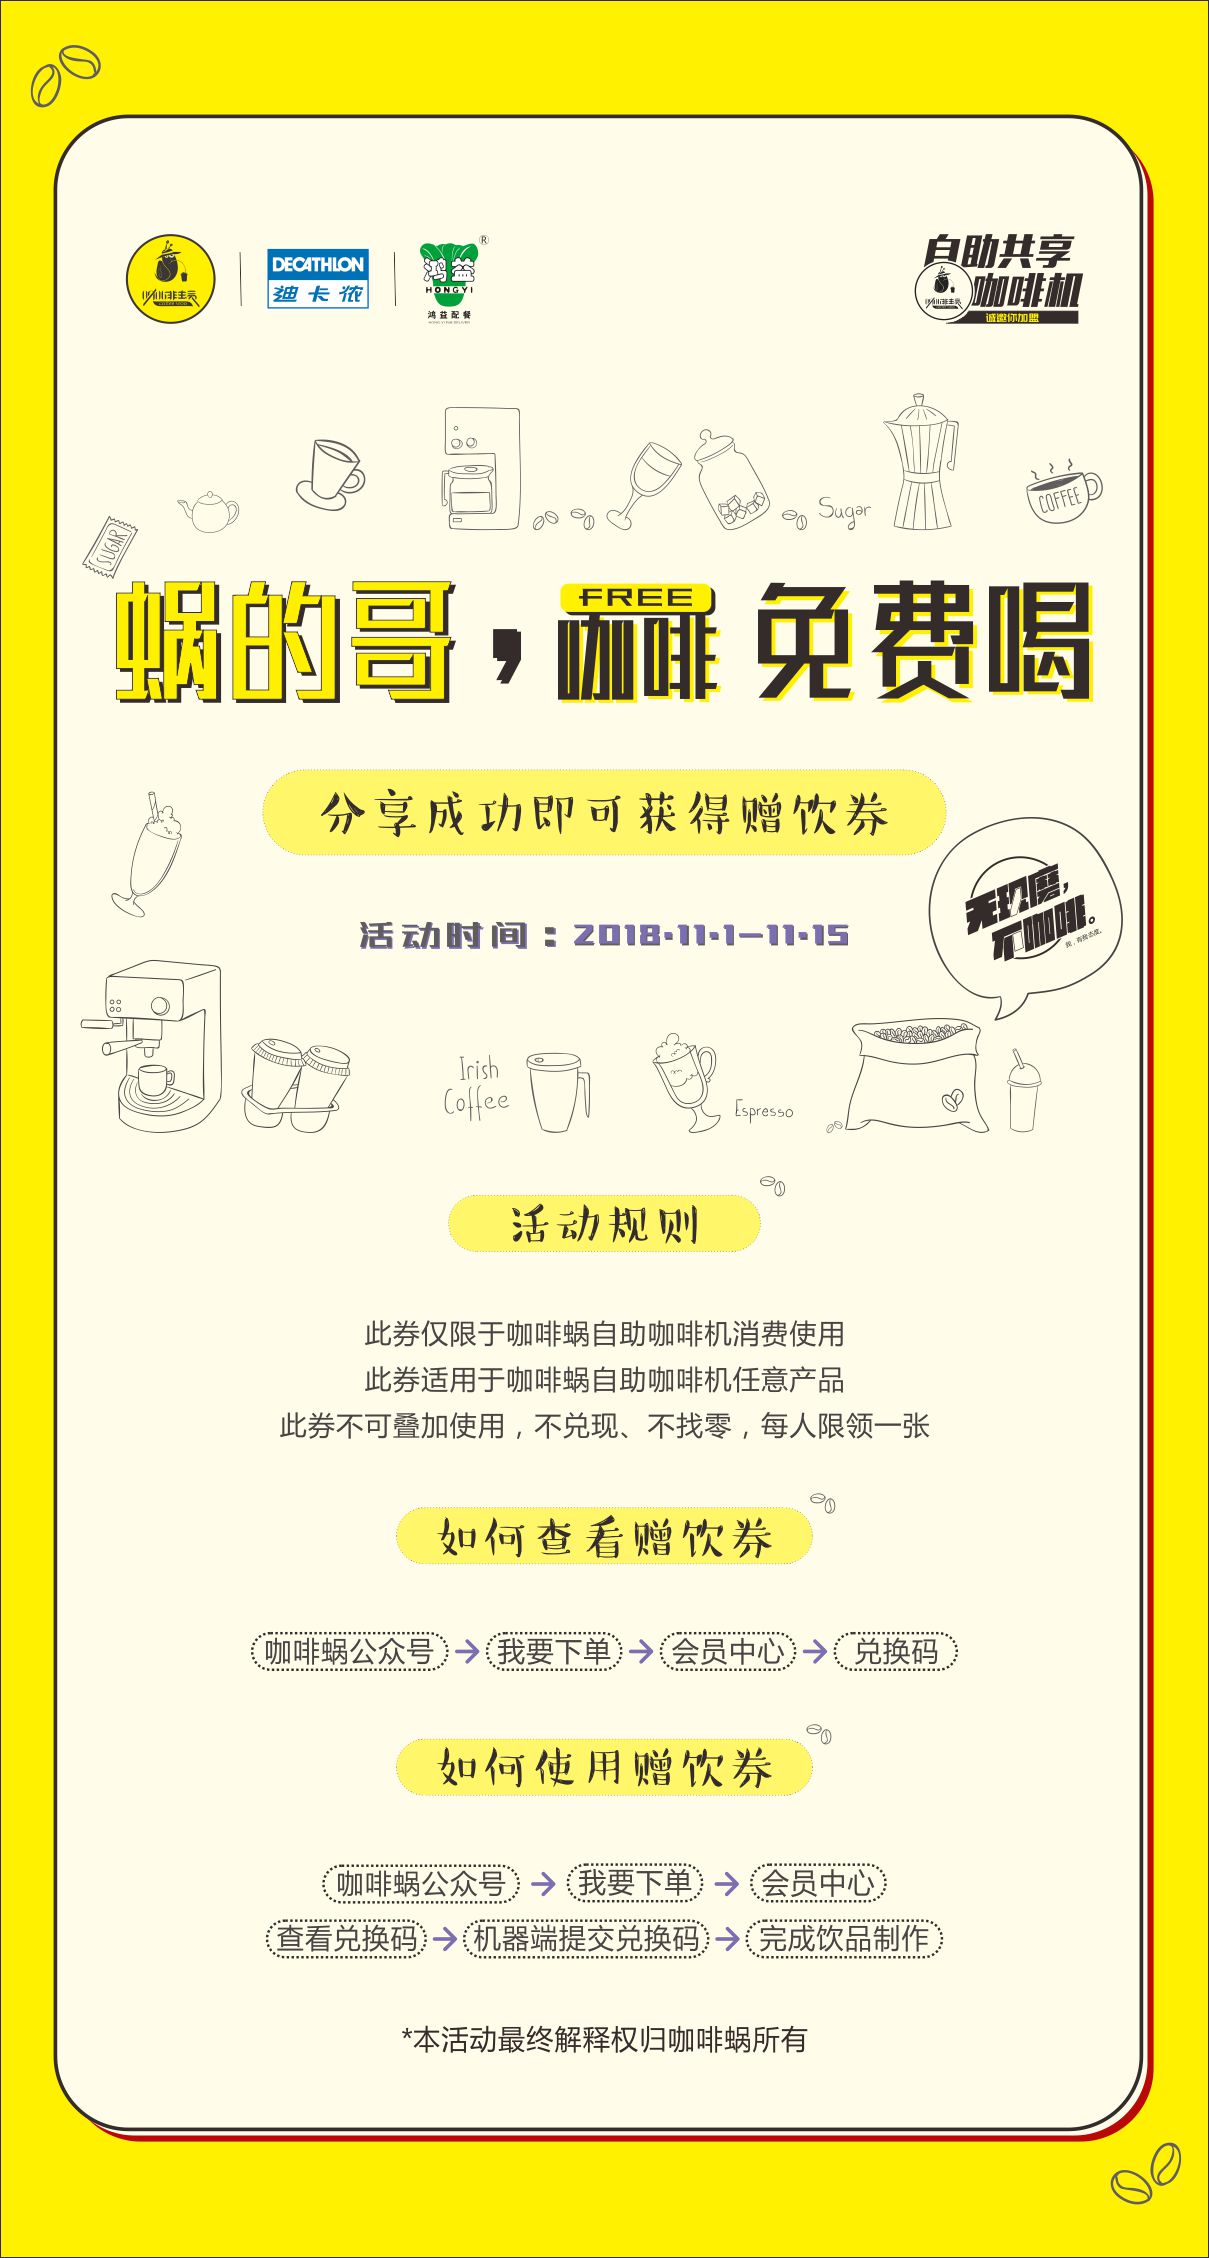 DECATHLON
迪卡侬
鸿益
HONGYI
鸿益配餐
®
自助共享
咖啡机
诚邀你加盟
SUGAR
Sugar
COFFEE
蜗的哥，咖啡 免费喝
FREE
分享成功即可获得赠饮券
无现磨，
不咖啡。
活动时间：2018·11·1—11·15
Irish
Coffee
Espresso
活动规则
此券仅限于咖啡蜗自助咖啡机消费使用
此券适用于咖啡蜗自助咖啡机任意产品
此券不可叠加使用，不兑现、不找零，每人限领一张
如何查看赠饮券
咖啡蜗公众号 → 我要下单 → 会员中心 → 兑换码
如何使用赠饮券
咖啡蜗公众号 → 我要下单 → 会员中心
查看兑换码 → 机器端提交兑换码 → 完成饮品制作
*本活动最终解释权归咖啡蜗所有